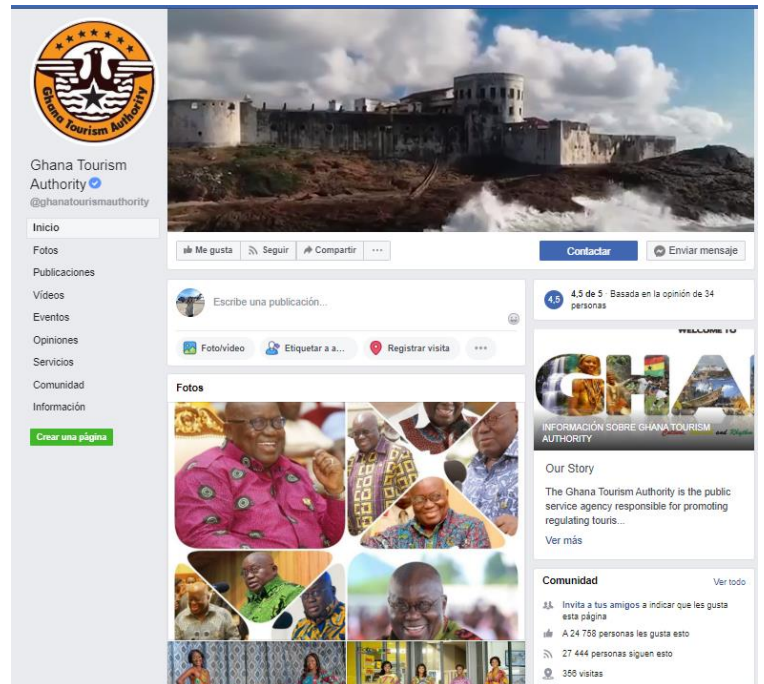 Ghana Tourism Authority
Ghana Tourism
Authority
@ghanatourismauthority
Inicio
Fotos
Publicaciones
Vídeos
Eventos
Opiniones
Servicios
Comunidad
Información
Crear una página
Me gusta
Seguir
Compartir
Contactar
Enviar mensaje
Escribe una publicación...
Foto/vídeo
Etiquetar a a...
Registrar visita
Fotos
4,5
4,5 de 5 · Basada en la opinión de 34
personas
WELCOME TO
GHA
INFORMACIÓN SOBRE GHANA TOURISM
AUTHORITY
and Rhythm
Our Story
The Ghana Tourism Authority is the public
service agency responsible for promoting
regulating touris...
Ver más
Comunidad
Ver todo
Invita a tus amigos a indicar que les gusta
esta página
A 24 758 personas les gusta esto
27 444 personas siguen esto
356 visitas